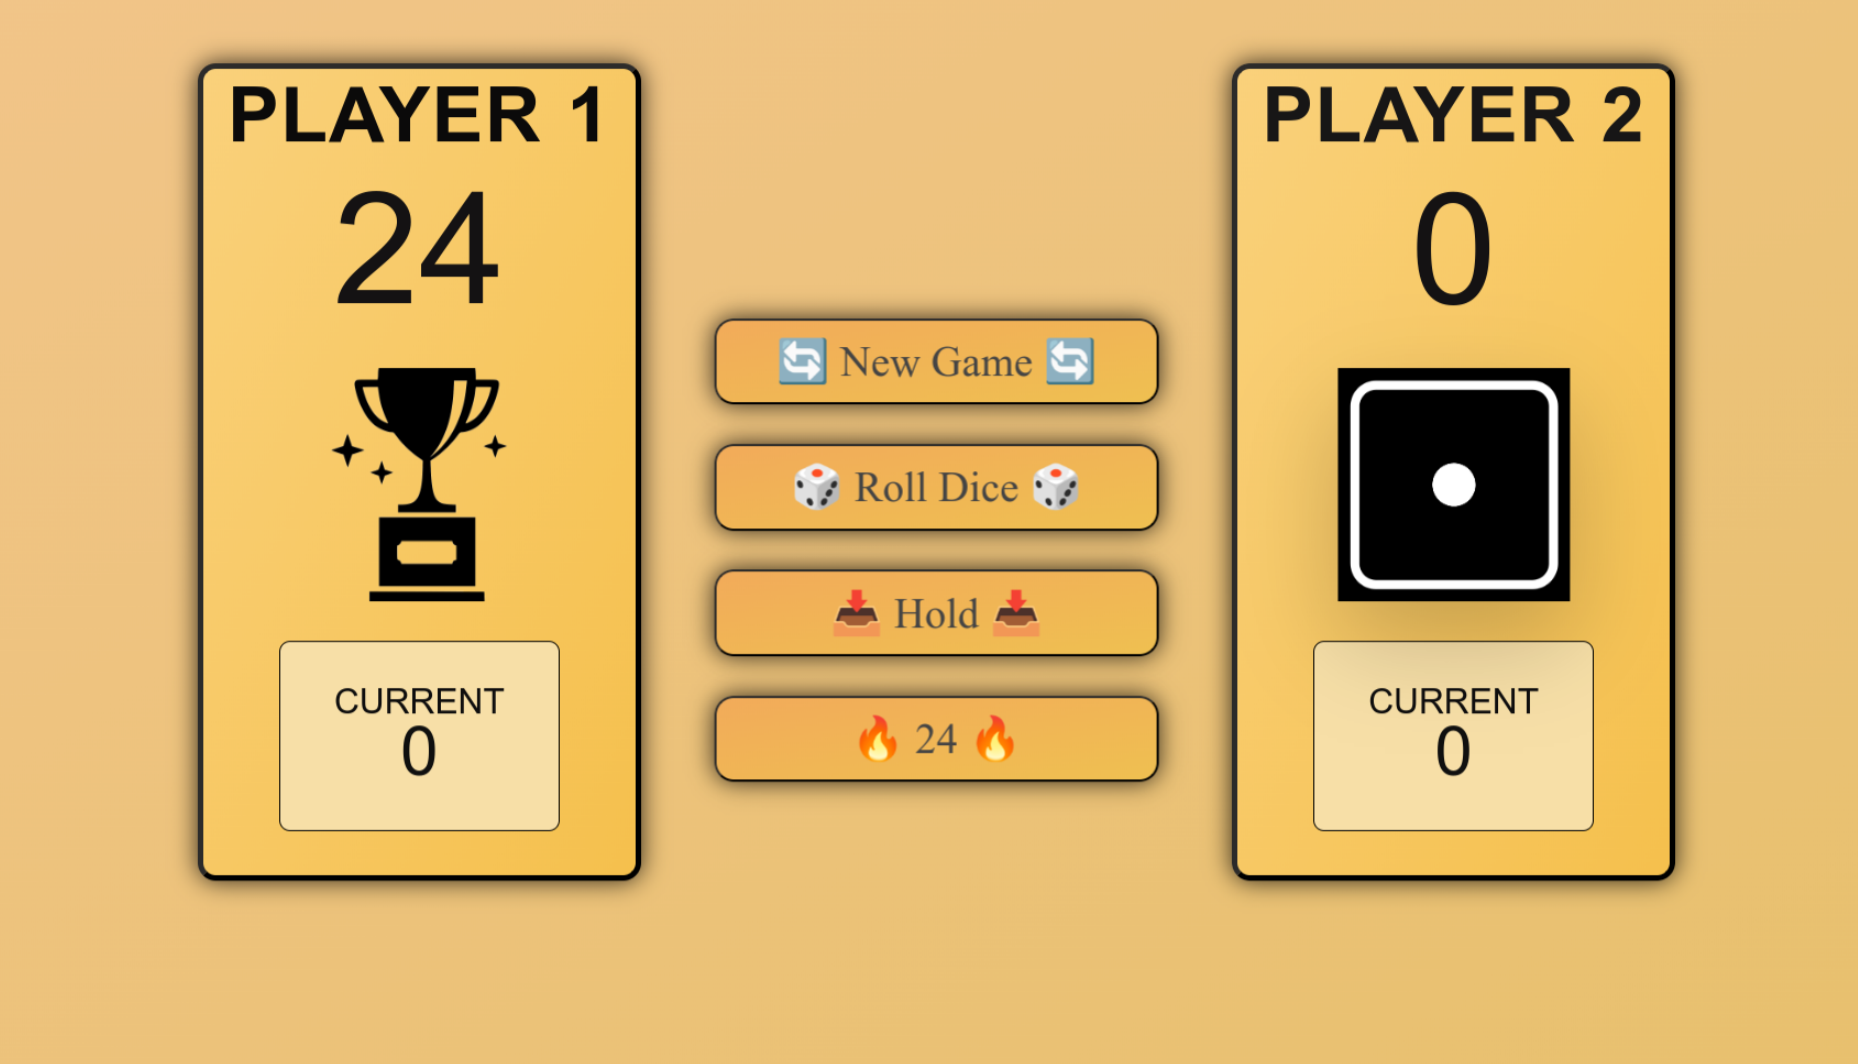 PLAYER 1
24
CURRENT
0
🔄 New Game 🔄
🎲 Roll Dice 🎲
📥 Hold 📥
🔥 24 🔥
PLAYER 2
0
CURRENT
0